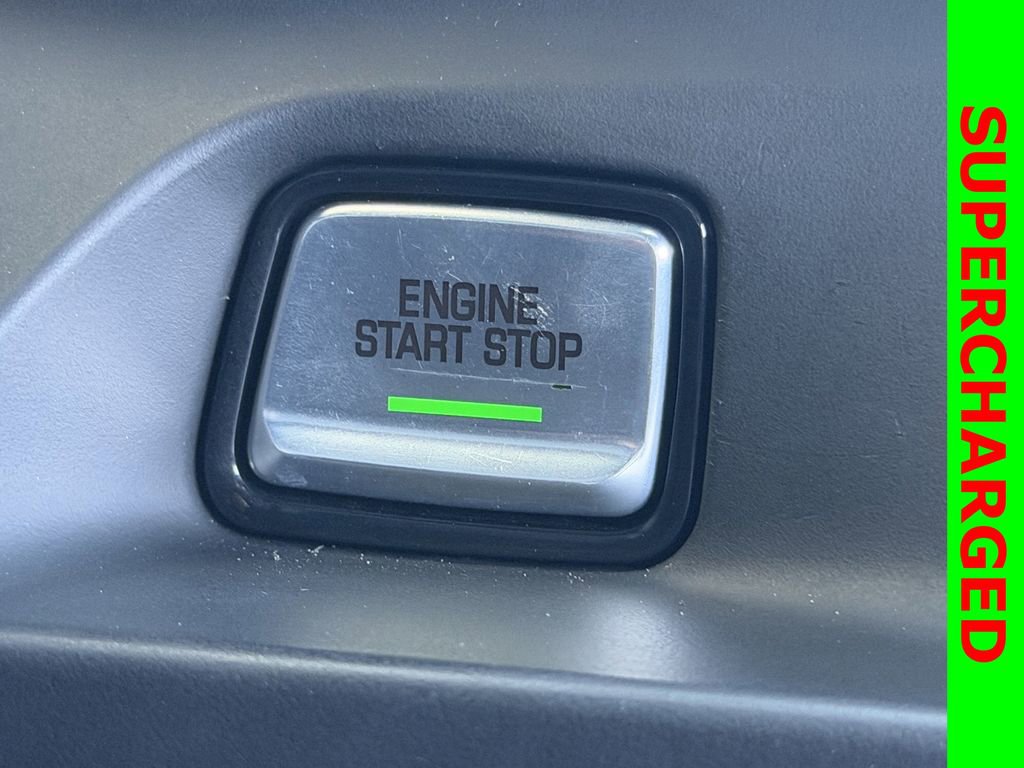 ENGINE
START STOP
SUPERCHARGED